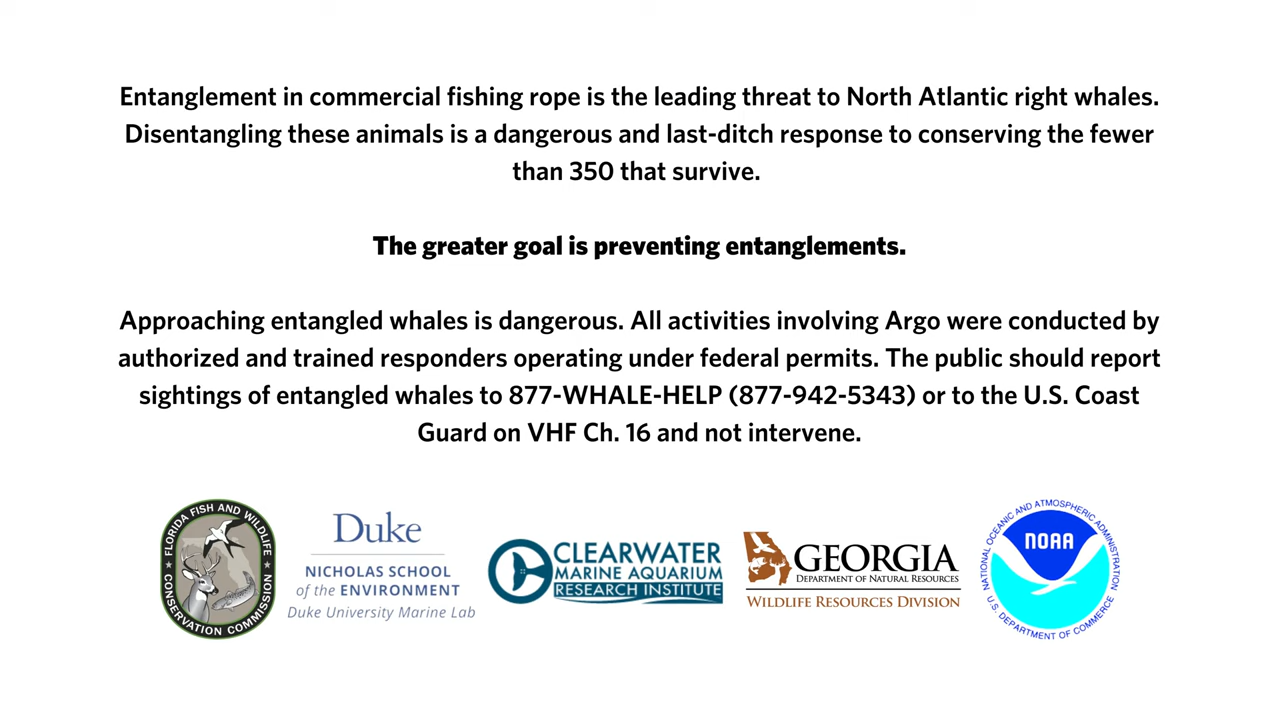 Entanglement in commercial fishing rope is the leading threat to North Atlantic right whales.
Disentangling these animals is a dangerous and last-ditch response to conserving the fewer
than 350 that survive.
The greater goal is preventing entanglements.
Approaching entangled whales is dangerous. All activities involving Argo were conducted by
authorized and trained responders operating under federal permits. The public should report
sightings of entangled whales to 877-WHALE-HELP (877-942-5343) or to the U.S. Coast
Guard on VHF Ch. 16 and not intervene.
FLORIDA FISH AND WILDLIFE
CONSERVATION COMMISSION
Duke
NICHOLAS SCHOOL
of the ENVIRONMENT
Duke University Marine Lab
CLEARWATER
MARINE AQUARIUM
RESEARCH INSTITUTE
GEORGIA
DEPARTMENT OF NATURAL RESOURCES
WILDLIFE RESOURCES DIVISION
NATIONAL OCEANIC AND ATMOSPHERIC ADMINISTRATION
NOAA
U.S. DEPARTMENT OF COMMERCE